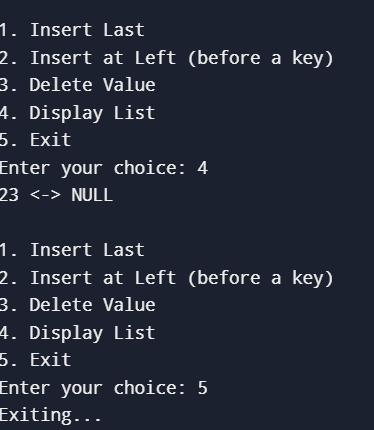 1. Insert Last
2. Insert at Left (before a key)
3. Delete Value
4. Display List
5. Exit
Enter your choice: 4
23 <-> NULL

1. Insert Last
2. Insert at Left (before a key)
3. Delete Value
4. Display List
5. Exit
Enter your choice: 5
Exiting...